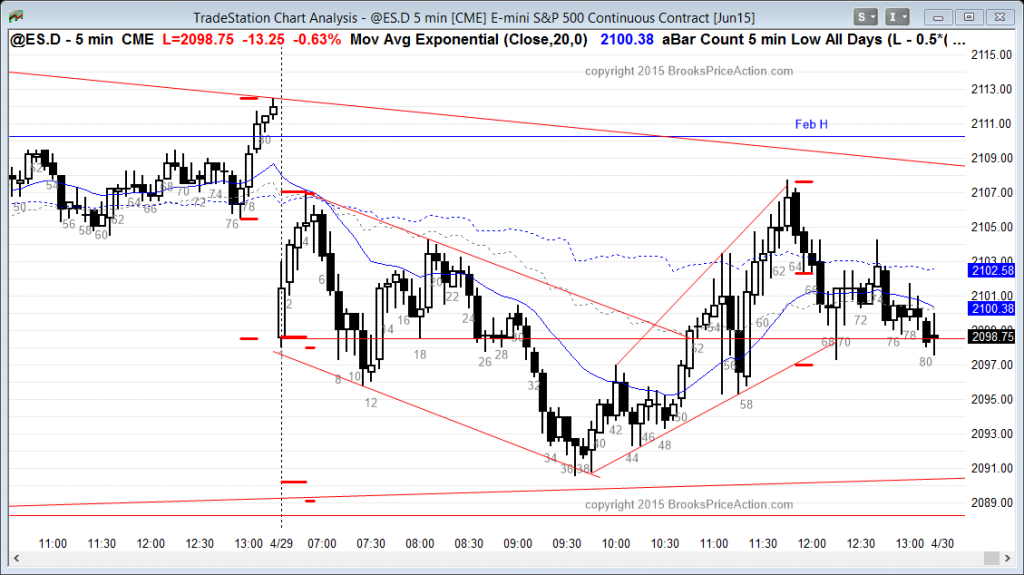 TradeStation Chart Analysis - @ES.D 5 min [CME] E-mini S&P 500 Continuous Contract [Jun15]
S I
@ES.D - 5 min CME L=2098.75 -13.25 -0.63% Mov Avg Exponential (Close,20,0) 2100.38 aBar Count 5 min Low All Days (L - 0.5*( ...
2115.00
copyright 2015 BrooksPriceAction.com
2113.00
Feb H
2111.00
80
2109.00
52 54 68 70 72 74
2107.00
50 56 58 60 62 64 66 76 78
2105.00
4
2103.00
6 20 22 62 64
2102.58
2101.00
2 14 16 24 66 72 74
2100.38
54 60
2098.75
18 26 28 30 52 68 70 76 78
2097.00
8 10 12 32 56 58 80
2095.00
42 50
2093.00
34 40 44 46 48
2091.00
36 38
2089.00
copyright 2015 BrooksPriceAction.com
11:00 11:30 12:00 12:30 13:00 4/29 07:00 07:30 08:00 08:30 09:00 09:30 10:00 10:30 11:00 11:30 12:00 12:30 13:00 4/30